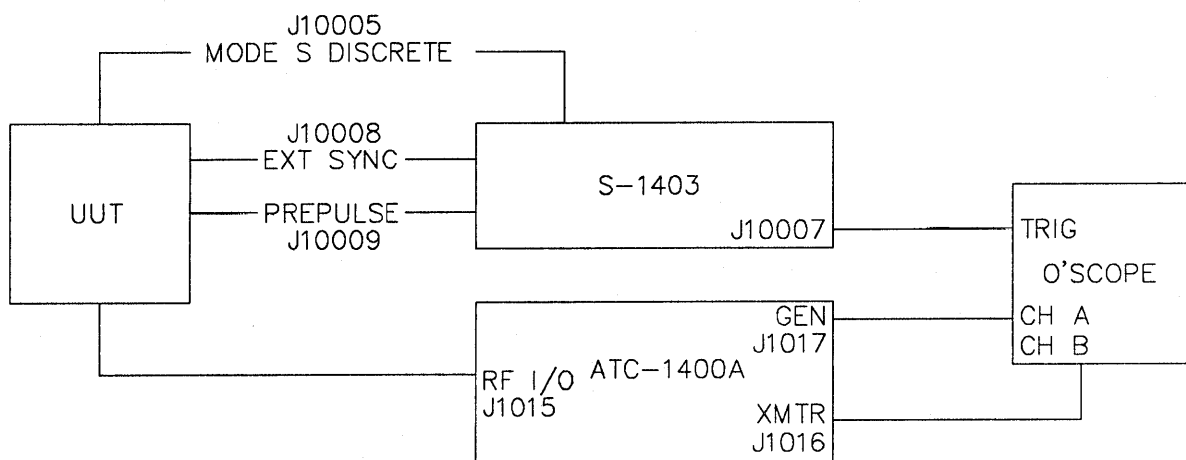 J10005
MODE S DISCRETE
J10008
EXT SYNC
UUT
PREPULSE
J10009
S-1403
J10007
TRIG
O'SCOPE
CH A
CH B
GEN
J1017
RF I/O
J1015
ATC-1400A
XMTR
J1016